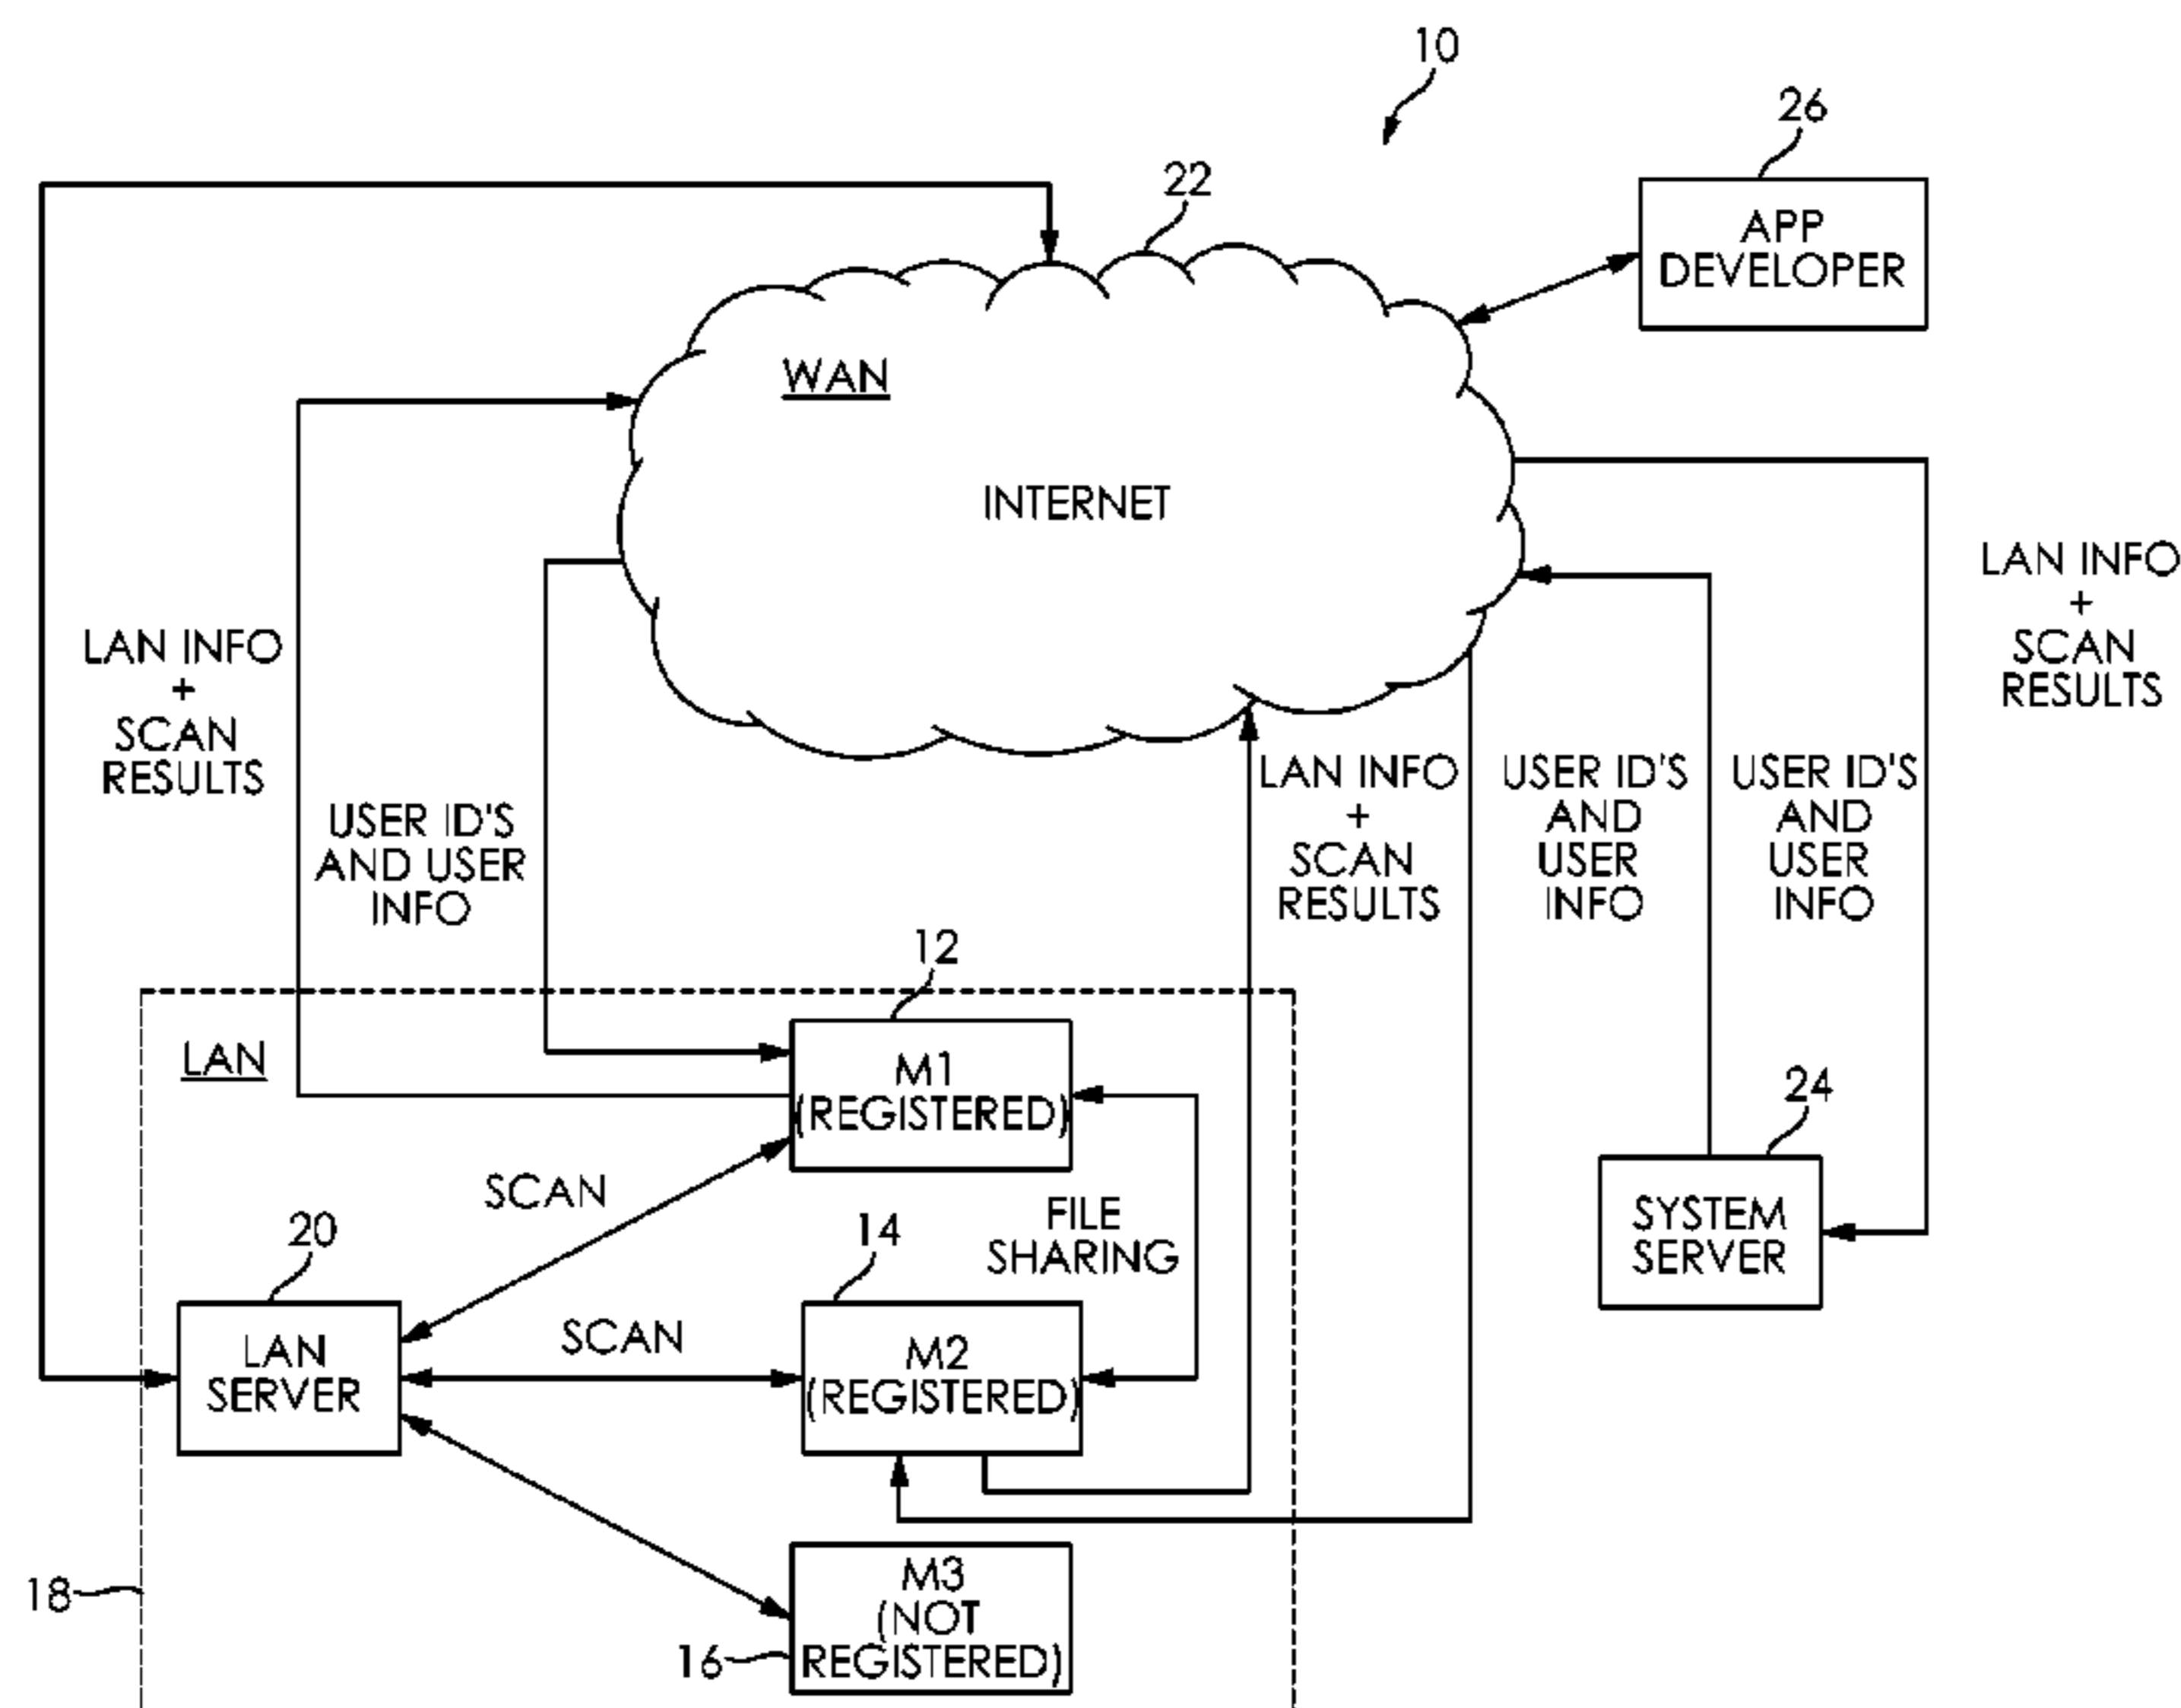 10
26
APP
DEVELOPER
22
WAN
INTERNET
LAN INFO
+
SCAN
RESULTS
LAN INFO
+
SCAN
RESULTS
USER ID'S
AND USER
INFO
LAN INFO
+
SCAN
RESULTS
USER ID'S
AND
USER
INFO
USER ID'S
AND
USER
INFO
12
LAN
M1
(REGISTERED)
24
SYSTEM
SERVER
SCAN
FILE
SHARING
20
14
LAN
SERVER
SCAN
M2
(REGISTERED)
18
M3
(NOT
REGISTERED)
16